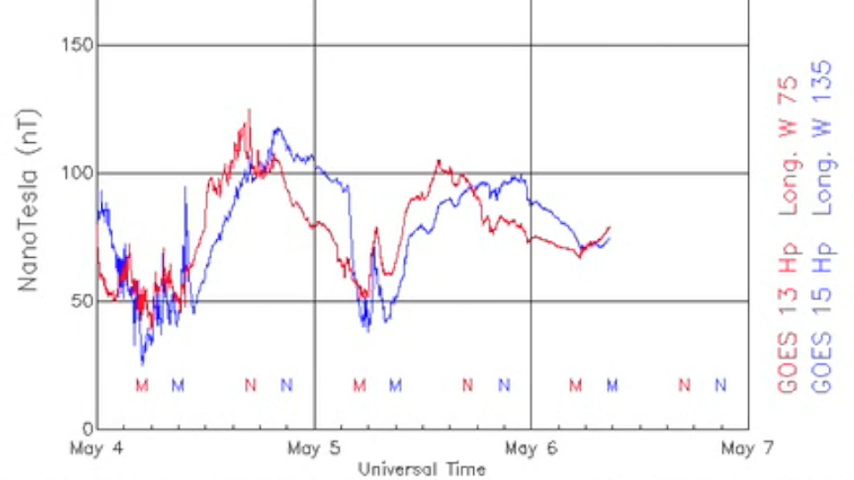 150
100
50
0
NanoTesla (nT)
M M N N M M N N M M N N
May 4 May 5 May 6 May 7
Universal Time
GOES 13 Hp Long. W 75
GOES 15 Hp Long. W 135